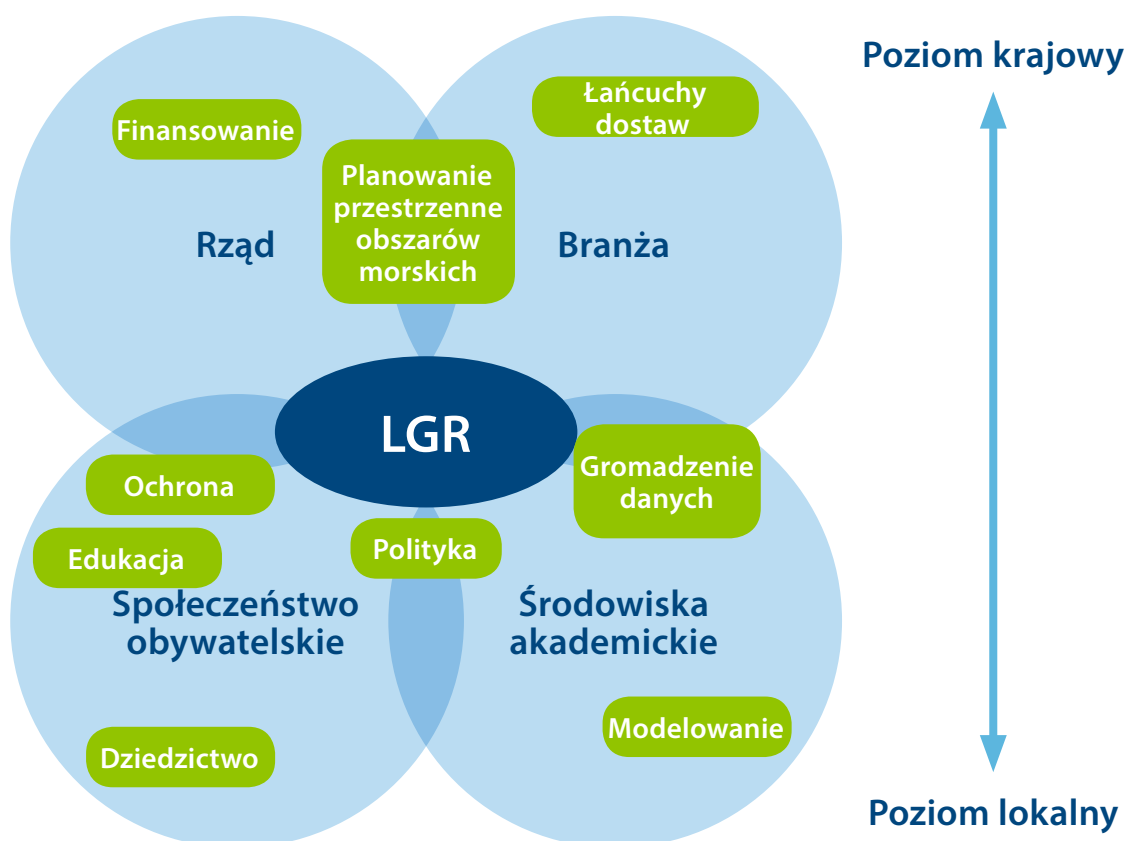 Poziom krajowy
Łańcuchy
dostaw
Finansowanie
Planowanie
przestrzenne
obszarów
morskich
Rząd
Branża
LGR
Ochrona
Gromadzenie
danych
Edukacja
Polityka
Społeczeństwo
obywatelskie
Środowiska
akademickie
Modelowanie
Dziedzictwo
Poziom lokalny